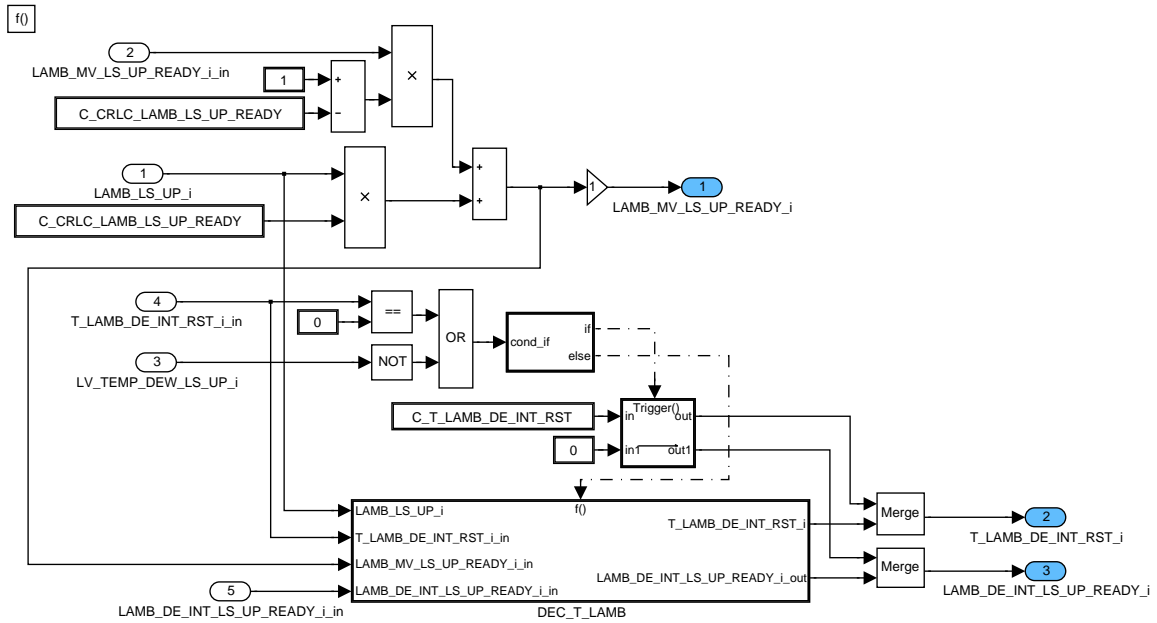 f()
2
LAMB_MV_LS_UP_READY_i_in
1
+
−
×
C_CRLC_LAMB_LS_UP_READY
1
LAMB_LS_UP_i
×
C_CRLC_LAMB_LS_UP_READY
+
+
1
1
LAMB_MV_LS_UP_READY_i
4
T_LAMB_DE_INT_RST_i_in
0
==
3
LV_TEMP_DEW_LS_UP_i
NOT
OR
cond_if
if
else
C_T_LAMB_DE_INT_RST
0
Trigger()
in out
in1 out1
f()
LAMB_LS_UP_i
T_LAMB_DE_INT_RST_i_in
LAMB_MV_LS_UP_READY_i_in
LAMB_DE_INT_LS_UP_READY_i_in
T_LAMB_DE_INT_RST_i
LAMB_DE_INT_LS_UP_READY_i_out
DEC_T_LAMB
5
LAMB_DE_INT_LS_UP_READY_i_in
Merge
2
T_LAMB_DE_INT_RST_i
Merge
3
LAMB_DE_INT_LS_UP_READY_i